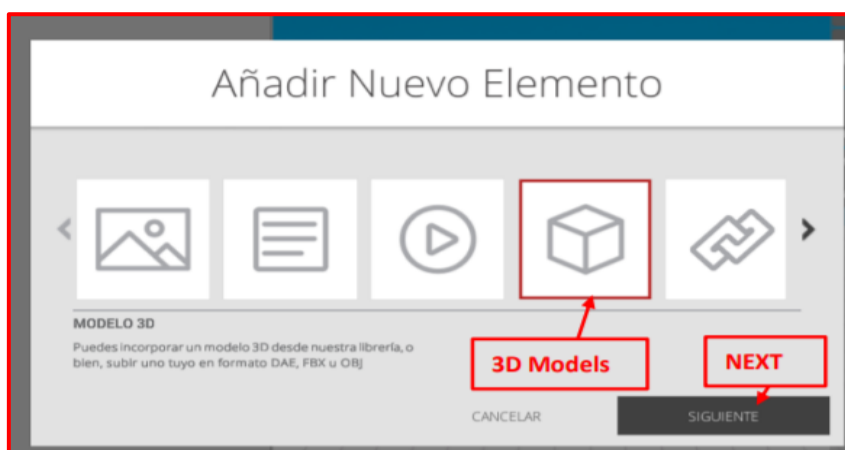 Añadir Nuevo Elemento
MODELO 3D
Puedes incorporar un modelo 3D desde nuestra librería, o
bien, subir uno tuyo en formato DAE, FBX u OBJ
3D Models
NEXT
CANCELAR
SIGUIENTE